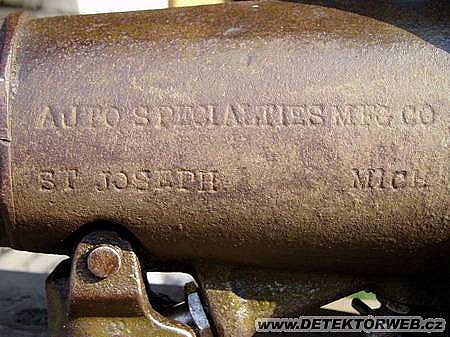 AUTO SPECIALTIES MFG CO
ST JOSEPH MICH
WWW.DETEKTORWEB.CZ